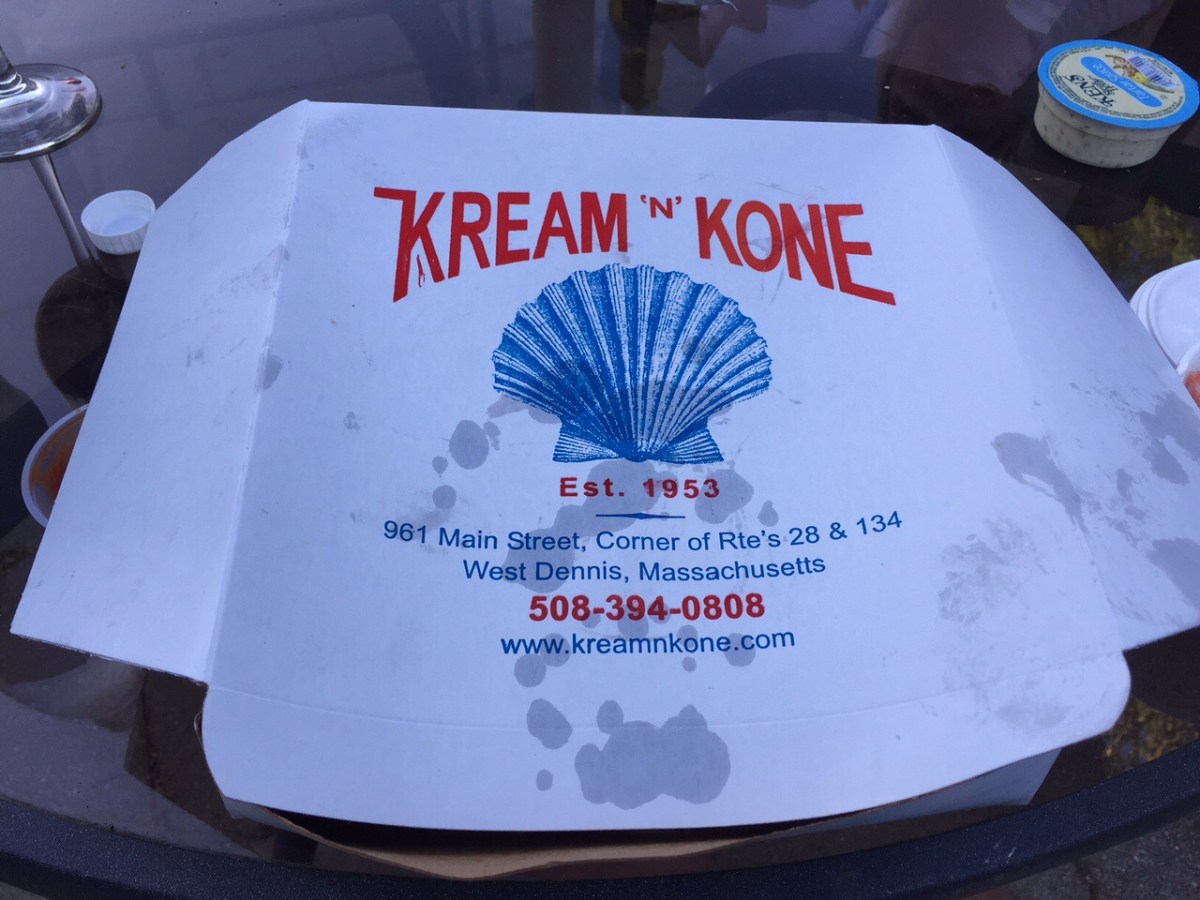 KREAM 'N' KONE
Est. 1953
961 Main Street, Corner of Rte's 28 & 134
West Dennis, Massachusetts
508-394-0808
www.kreamnkone.com
KEN'S